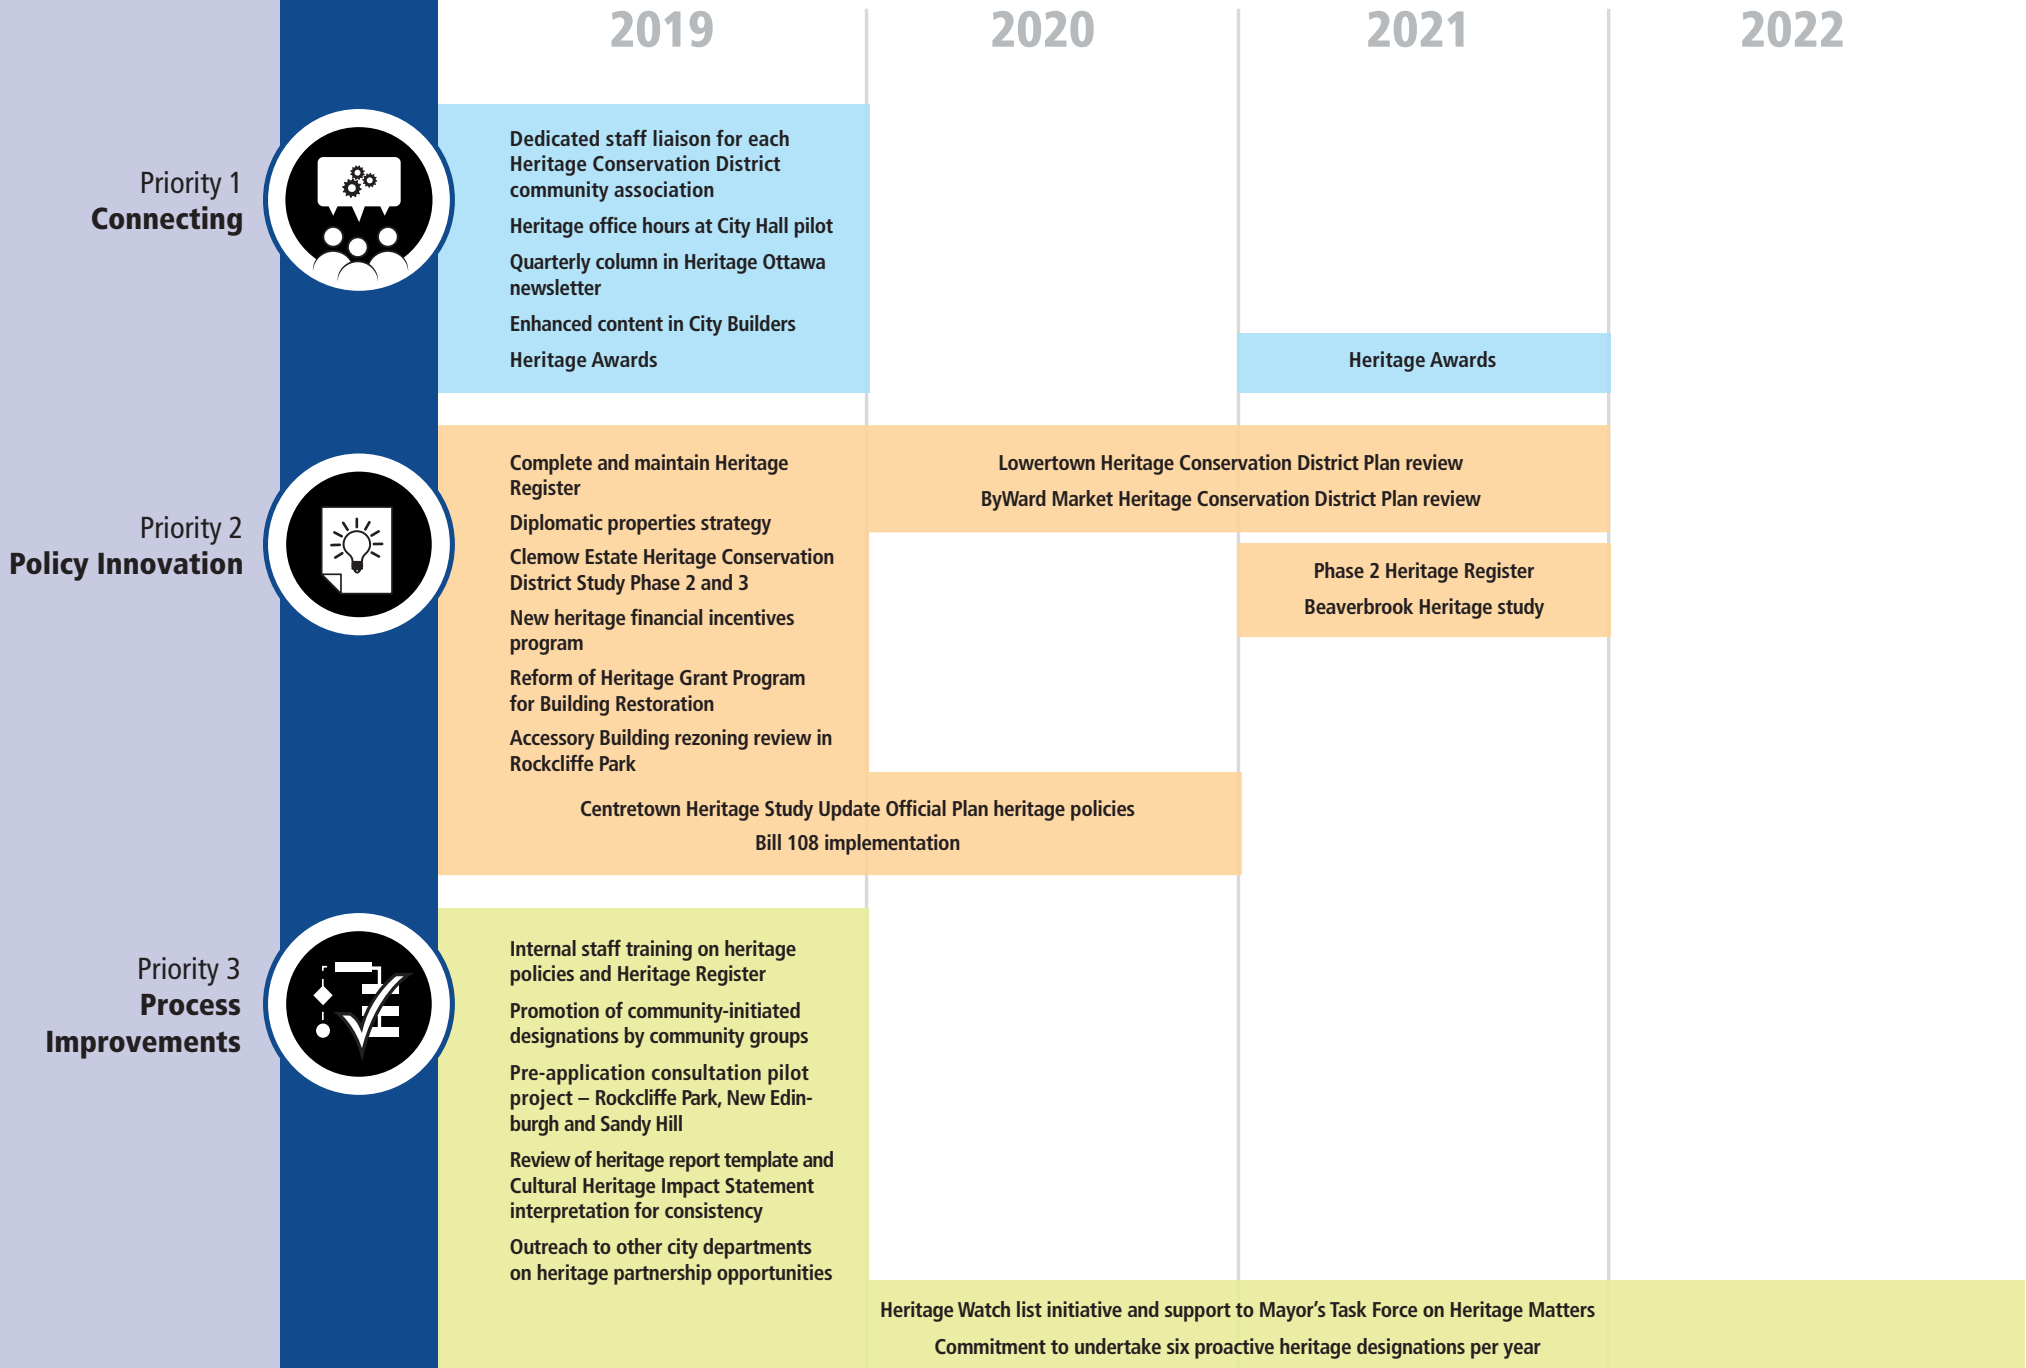 2019
2020
2021
2022
Priority 1
Connecting
Dedicated staff liaison for each
Heritage Conservation District
community association
Heritage office hours at City Hall pilot
Quarterly column in Heritage Ottawa
newsletter
Enhanced content in City Builders
Heritage Awards
Heritage Awards
Priority 2
Policy Innovation
Complete and maintain Heritage
Register
Diplomatic properties strategy
Clemow Estate Heritage Conservation
District Study Phase 2 and 3
New heritage financial incentives
program
Reform of Heritage Grant Program
for Building Restoration
Accessory Building rezoning review in
Rockcliffe Park
Lowertown Heritage Conservation District Plan review
ByWard Market Heritage Conservation District Plan review
Phase 2 Heritage Register
Beaverbrook Heritage study
Centretown Heritage Study Update Official Plan heritage policies
Bill 108 implementation
Priority 3
Process
Improvements
Internal staff training on heritage
policies and Heritage Register
Promotion of community-initiated
designations by community groups
Pre-application consultation pilot
project – Rockcliffe Park, New Edin-
burgh and Sandy Hill
Review of heritage report template and
Cultural Heritage Impact Statement
interpretation for consistency
Outreach to other city departments
on heritage partnership opportunities
Heritage Watch list initiative and support to Mayor’s Task Force on Heritage Matters
Commitment to undertake six proactive heritage designations per year